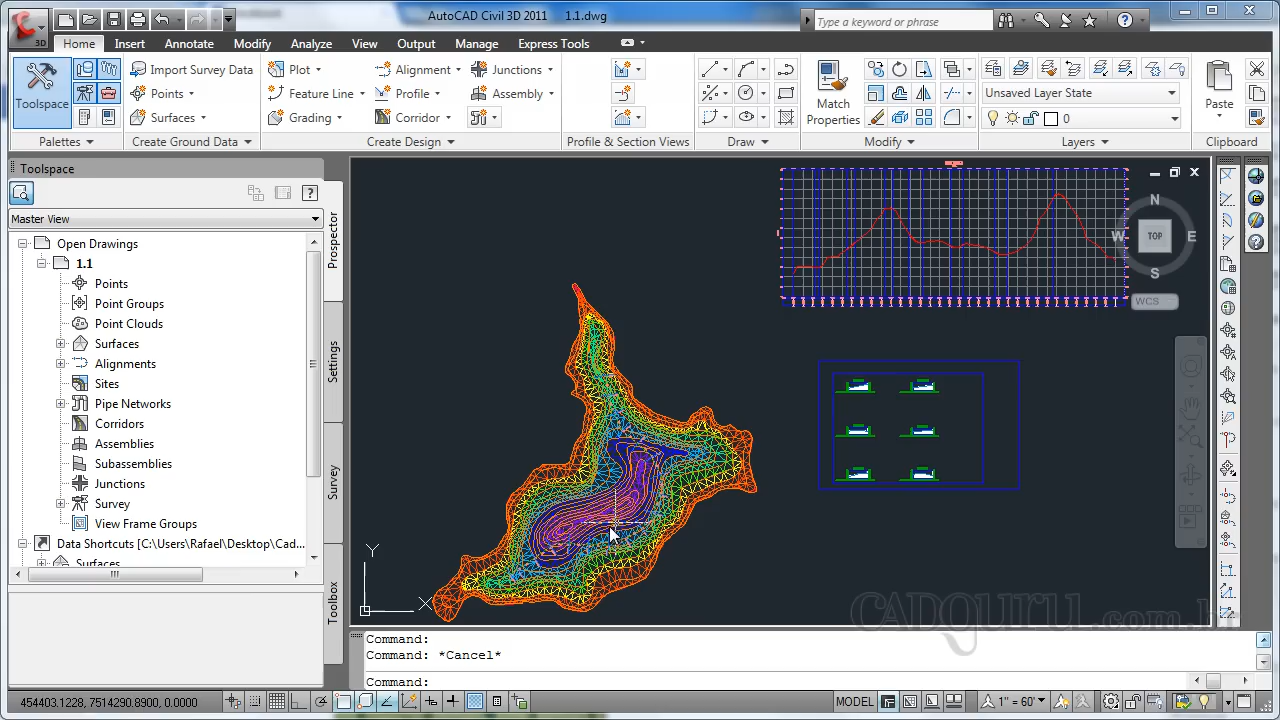 AutoCAD Civil 3D 2011 1.1.dwg
Type a keyword or phrase
3D
Home Insert Annotate Modify Analyze View Output Manage Express Tools
Toolspace
Import Survey Data
Points
Surfaces
Plot
Feature Line
Grading
Alignment
Profile
Corridor
Junctions
Assembly
Match
Properties
Unsaved Layer State
0
Paste
Palettes Create Ground Data Create Design Profile & Section Views Draw Modify Layers Clipboard
Toolspace
Master View
Open Drawings
1.1
Points
Point Groups
Point Clouds
Surfaces
Alignments
Sites
Pipe Networks
Corridors
Assemblies
Subassemblies
Junctions
Survey
View Frame Groups
Data Shortcuts [C:\Users\Rafael\Desktop\Cad...
Surfaces
Prospector
Settings
Survey
Toolbox
N
W TOP E
S
WCS
Y
X
CADguru.com.br
Command:
Command: *Cancel*
Command:
454403.1228, 7514290.8900, 0.0000
MODEL
1" = 60'